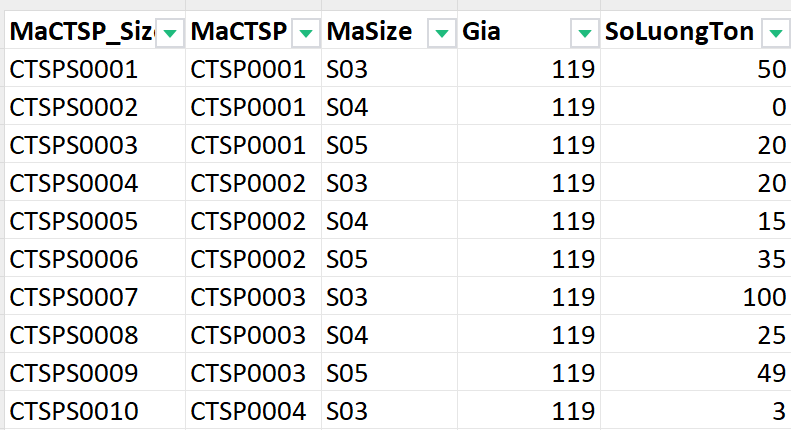 MaCTSP_Size MaCTSP MaSize Gia SoLuongTon
CTSPS0001 CTSP0001 S03 119 50
CTSPS0002 CTSP0001 S04 119 0
CTSPS0003 CTSP0001 S05 119 20
CTSPS0004 CTSP0002 S03 119 20
CTSPS0005 CTSP0002 S04 119 15
CTSPS0006 CTSP0002 S05 119 35
CTSPS0007 CTSP0003 S03 119 100
CTSPS0008 CTSP0003 S04 119 25
CTSPS0009 CTSP0003 S05 119 49
CTSPS0010 CTSP0004 S03 119 3